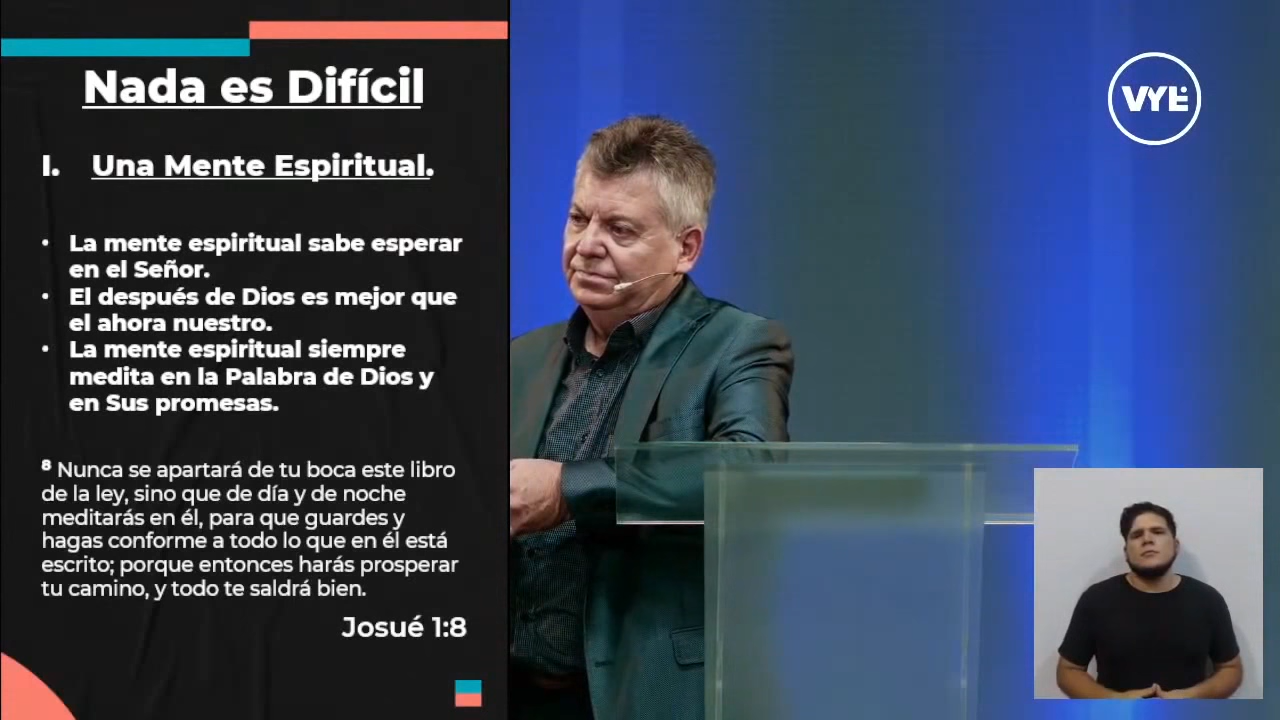 Nada es Difícil
I. Una Mente Espiritual.
• La mente espiritual sabe esperar
en el Señor.
• El después de Dios es mejor que
el ahora nuestro.
• La mente espiritual siempre
medita en la Palabra de Dios y
en Sus promesas.
⁸ Nunca se apartará de tu boca este libro
de la ley, sino que de día y de noche
meditarás en él, para que guardes y
hagas conforme a todo lo que en él está
escrito; porque entonces harás prosperar
tu camino, y todo te saldrá bien.
Josué 1:8
VYE